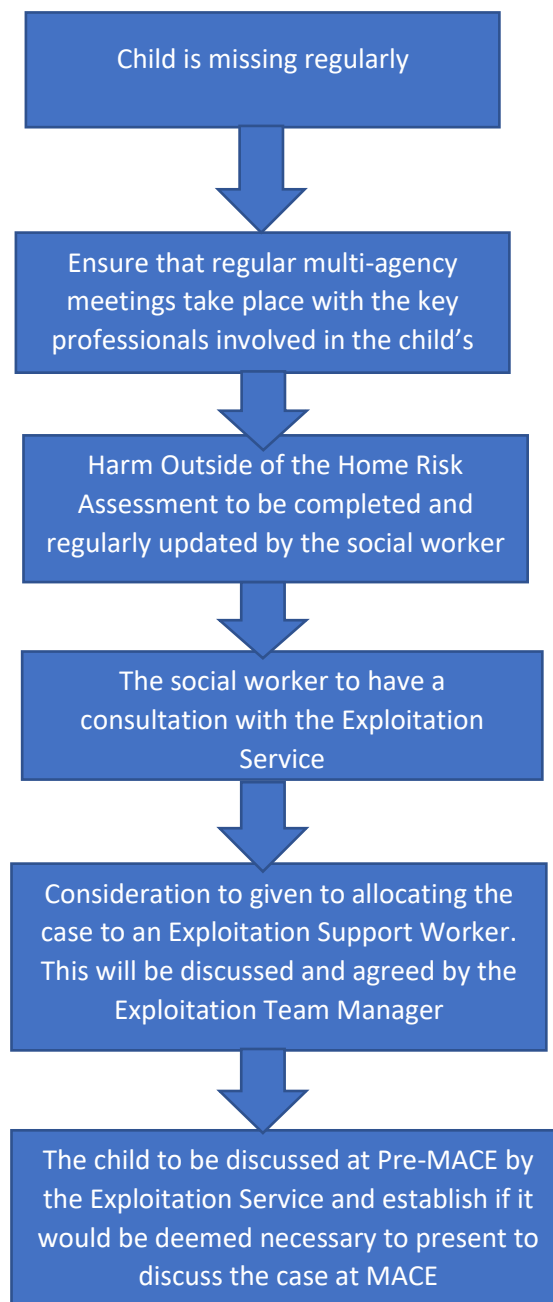 Child is missing regularly
Ensure that regular multi-agency
meetings take place with the key
professionals involved in the child’s
Harm Outside of the Home Risk
Assessment to be completed and
regularly updated by the social worker
The social worker to have a
consultation with the Exploitation
Service
Consideration to given to allocating the
case to an Exploitation Support Worker.
This will be discussed and agreed by the
Exploitation Team Manager
The child to be discussed at Pre-MACE by
the Exploitation Service and establish if it
would be deemed necessary to present to
discuss the case at MACE